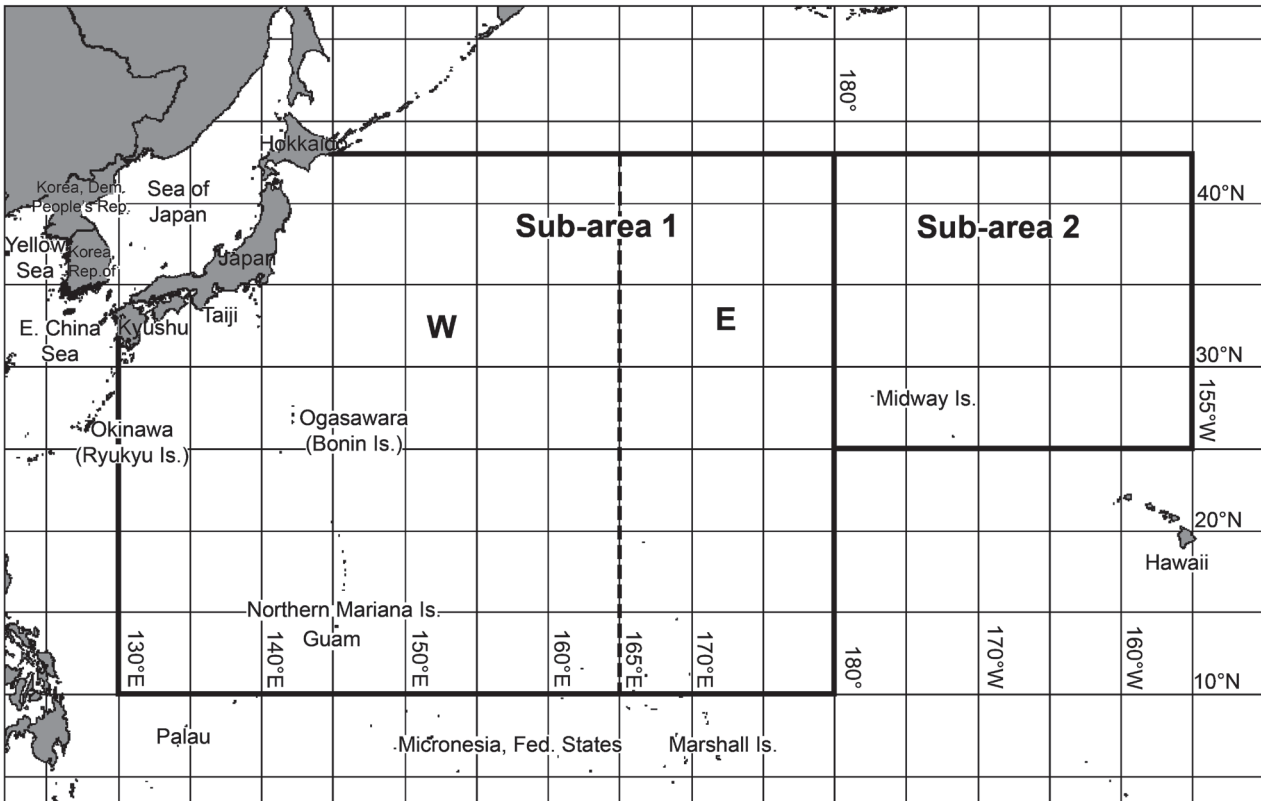 180°
Hokkaido
Korea, Dem.
People's Rep.
Sea of
Japan
40°N
Sub-area 1
Sub-area 2
Yellow
Sea
Korea,
Rep.of
Japan
Taiji
E. China
Sea
Kyushu
W
E
30°N
155°W
Midway Is.
Ogasawara
(Bonin Is.)
Okinawa
(Ryukyu Is.)
20°N
Hawaii
Northern Mariana Is.
Guam
130°E
140°E
150°E
160°E
165°E
170°E
180°
170°W
160°W
10°N
Palau
Micronesia, Fed. States
Marshall Is.